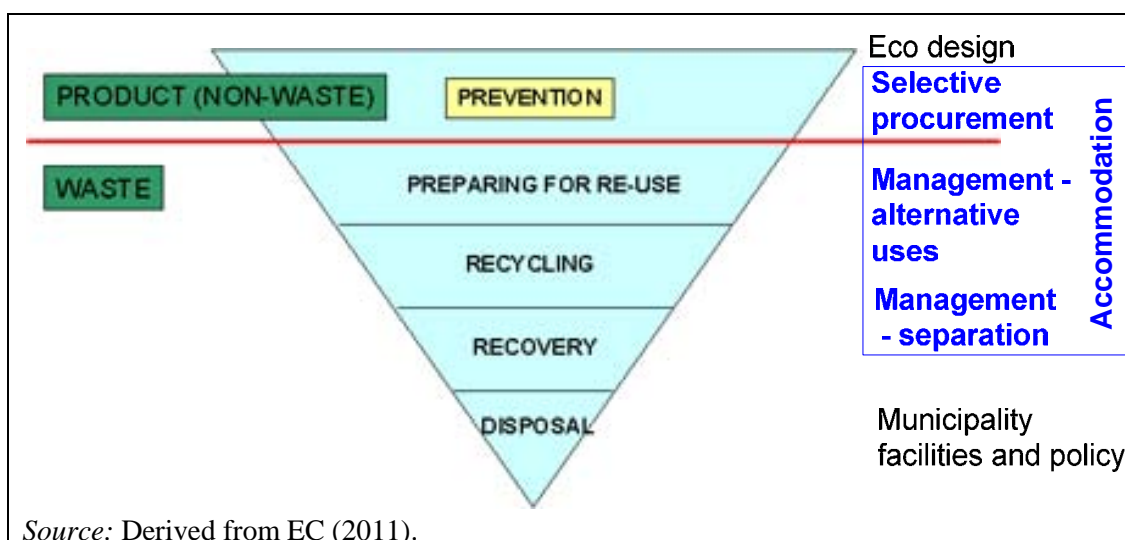 Eco design
PRODUCT (NON-WASTE)
PREVENTION
Selective
procurement
WASTE
PREPARING FOR RE-USE
Management -
alternative
uses
Accommodation
RECYCLING
Management
- separation
RECOVERY
DISPOSAL
Municipality
facilities and policy
Source: Derived from EC (2011).